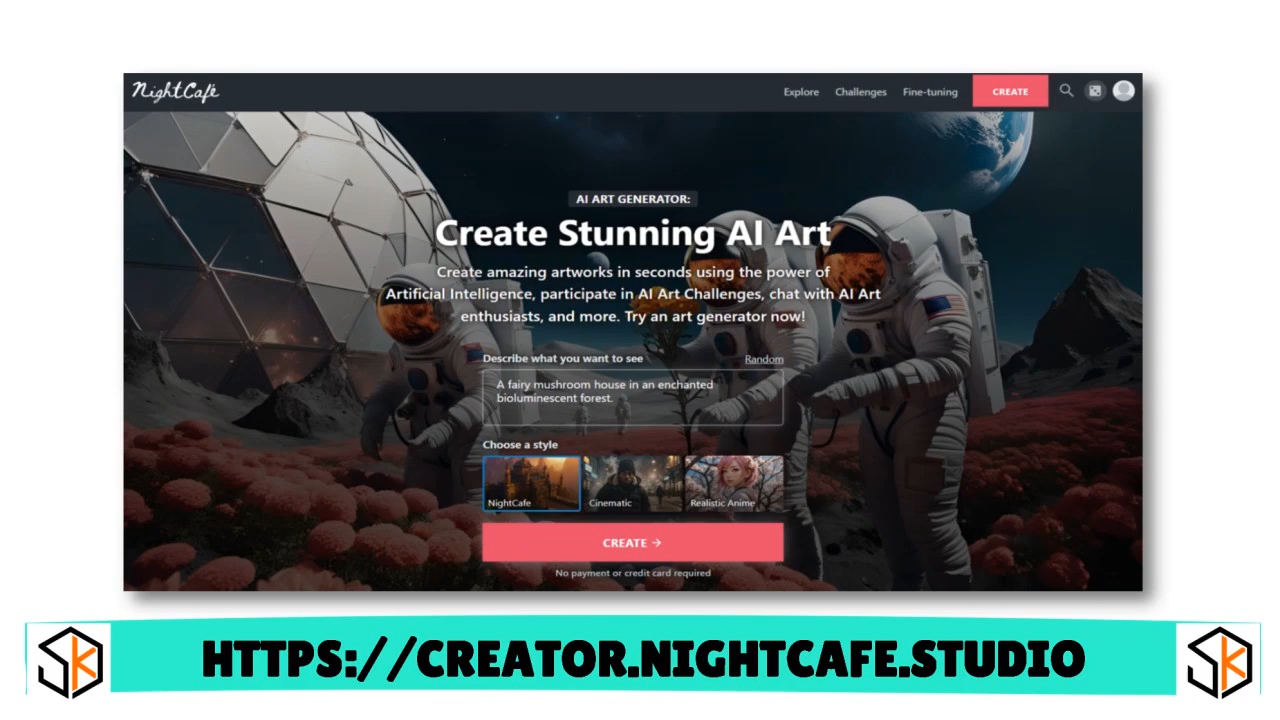 NightCafé
Explore Challenges Fine-tuning CREATE
AI ART GENERATOR:
Create Stunning AI Art
Create amazing artworks in seconds using the power of
Artificial Intelligence, participate in AI Art Challenges, chat with AI Art
enthusiasts, and more. Try an art generator now!
Describe what you want to see Random
A fairy mushroom house in an enchanted
bioluminescent forest.
Choose a style
NightCafe Cinematic Realistic Anime
CREATE →
No payment or credit card required
SK HTTPS://CREATOR.NIGHTCAFE.STUDIO SK